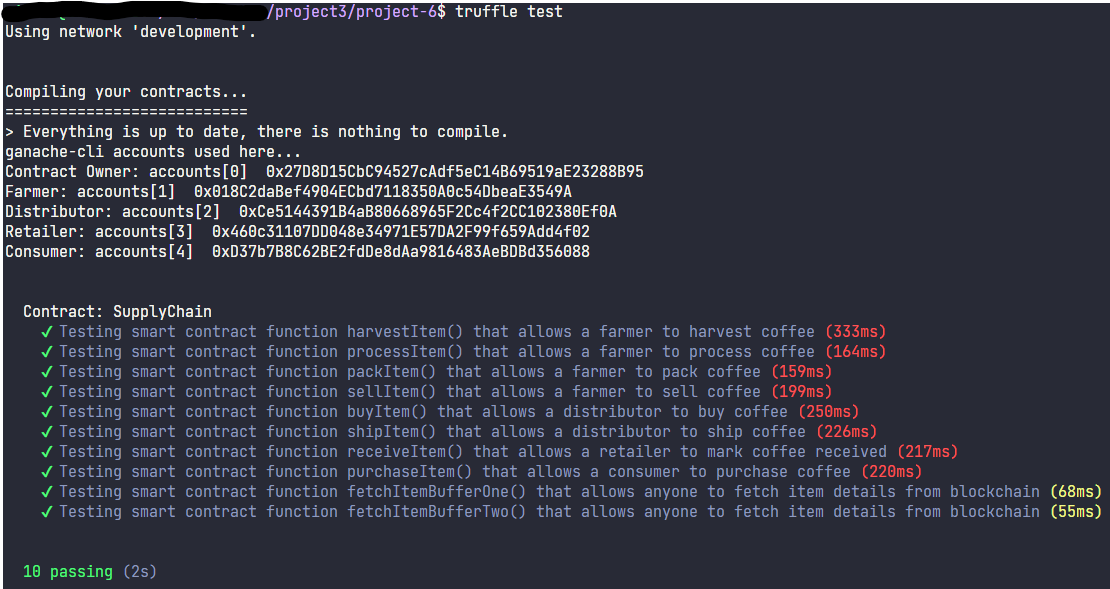 /project3/project-6$ truffle test
Using network 'development'.
Compiling your contracts...
===========================
> Everything is up to date, there is nothing to compile.
ganache-cli accounts used here...
Contract Owner: accounts[0]  0x27D8D15CbC94527cAdf5eC14B69519aE23288B95
Farmer: accounts[1]  0x018C2daBef4904ECbd7118350A0c54DbeaE3549A
Distributor: accounts[2]  0xCe5144391B4aB80668965F2Cc4f2CC102380Ef0A
Retailer: accounts[3]  0x460c31107DD048e34971E57DA2F99f659Add4f02
Consumer: accounts[4]  0xD37b7B8C62BE2fdDe8dAa9816483AeBDBd356088
Contract: SupplyChain
✓ Testing smart contract function harvestItem() that allows a farmer to harvest coffee (333ms)
✓ Testing smart contract function processItem() that allows a farmer to process coffee (164ms)
✓ Testing smart contract function packItem() that allows a farmer to pack coffee (159ms)
✓ Testing smart contract function sellItem() that allows a farmer to sell coffee (199ms)
✓ Testing smart contract function buyItem() that allows a distributor to buy coffee (250ms)
✓ Testing smart contract function shipItem() that allows a distributor to ship coffee (226ms)
✓ Testing smart contract function receiveItem() that allows a retailer to mark coffee received (217ms)
✓ Testing smart contract function purchaseItem() that allows a consumer to purchase coffee (220ms)
✓ Testing smart contract function fetchItemBufferOne() that allows anyone to fetch item details from blockchain (68ms)
✓ Testing smart contract function fetchItemBufferTwo() that allows anyone to fetch item details from blockchain (55ms)
10 passing (2s)